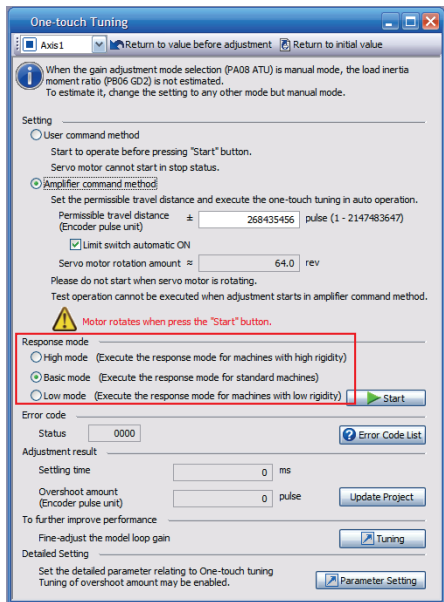 One-touch Tuning
Axis1 Return to value before adjustment Return to initial value
When the gain adjustment mode selection (PA08 ATU) is manual mode, the load inertia
moment ratio (PB06 GD2) is not estimated.
To estimate it, change the setting to any other mode but manual mode.
Setting
User command method
Start to operate before pressing "Start" button.
Servo motor cannot start in stop status.
Amplifier command method
Set the permissible travel distance and execute the one-touch tuning in auto operation.
Permissible travel distance ± 268435456 pulse (1 - 2147483647)
(Encoder pulse unit)
Limit switch automatic ON
Servo motor rotation amount ≈ 64.0 rev
Please do not start when servo motor is rotating.
Test operation cannot be executed when adjustment starts in amplifier command method.
Motor rotates when press the "Start" button.
Response mode
High mode (Execute the response mode for machines with high rigidity)
Basic mode (Execute the response mode for standard machines)
Low mode (Execute the response mode for machines with low rigidity) Start
Error code
Status 0000 Error Code List
Adjustment result
Settling time 0 ms
Overshoot amount 0 pulse Update Project
(Encoder pulse unit)
To further improve performance
Fine-adjust the model loop gain Tuning
Detailed Setting
Set the detailed parameter relating to One-touch tuning
Tuning of overshoot amount may be enabled. Parameter Setting